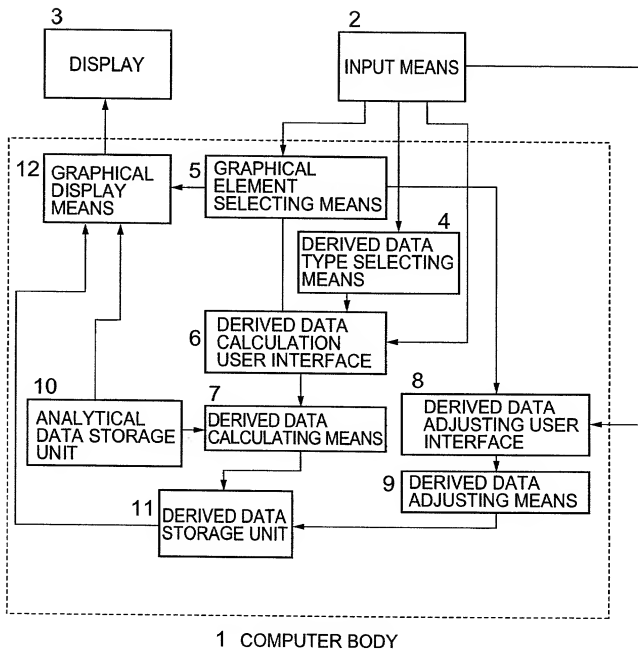 3
DISPLAY
2
INPUT MEANS
12
GRAPHICAL
DISPLAY
MEANS
5
GRAPHICAL
ELEMENT
SELECTING MEANS
4
DERIVED DATA
TYPE SELECTING
MEANS
6
DERIVED DATA
CALCULATION
USER INTERFACE
10
ANALYTICAL
DATA STORAGE
UNIT
7
DERIVED DATA
CALCULATING MEANS
8
DERIVED DATA
ADJUSTING USER
INTERFACE
9
DERIVED DATA
ADJUSTING MEANS
11
DERIVED DATA
STORAGE UNIT
1 COMPUTER BODY